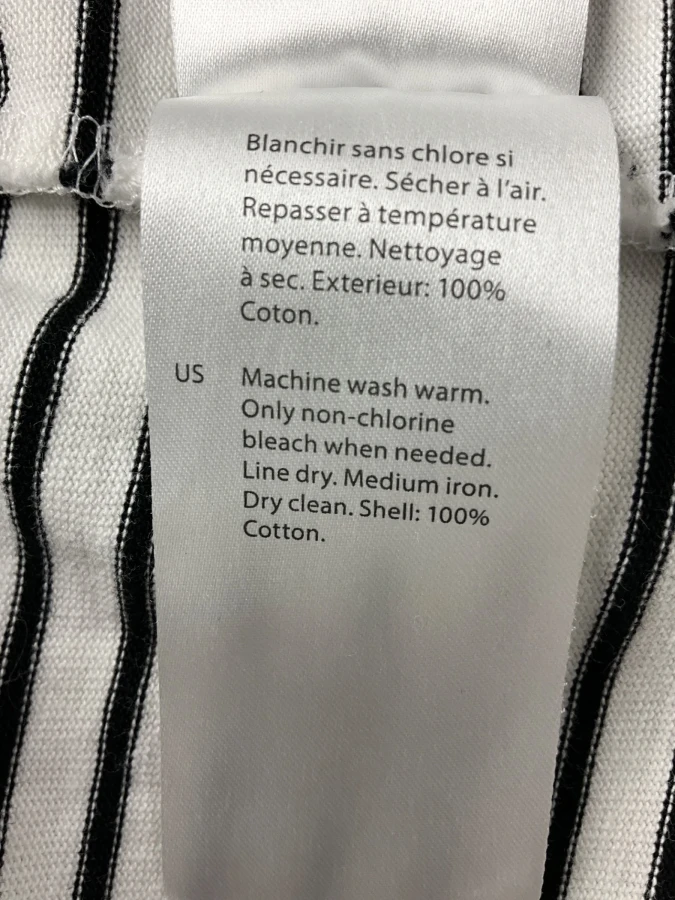 Blanchir sans chlore si
nécessaire. Sécher à l'air.
Repasser à température
moyenne. Nettoyage
à sec. Exterieur: 100%
Coton.
US Machine wash warm.
Only non-chlorine
bleach when needed.
Line dry. Medium iron.
Dry clean. Shell: 100%
Cotton.